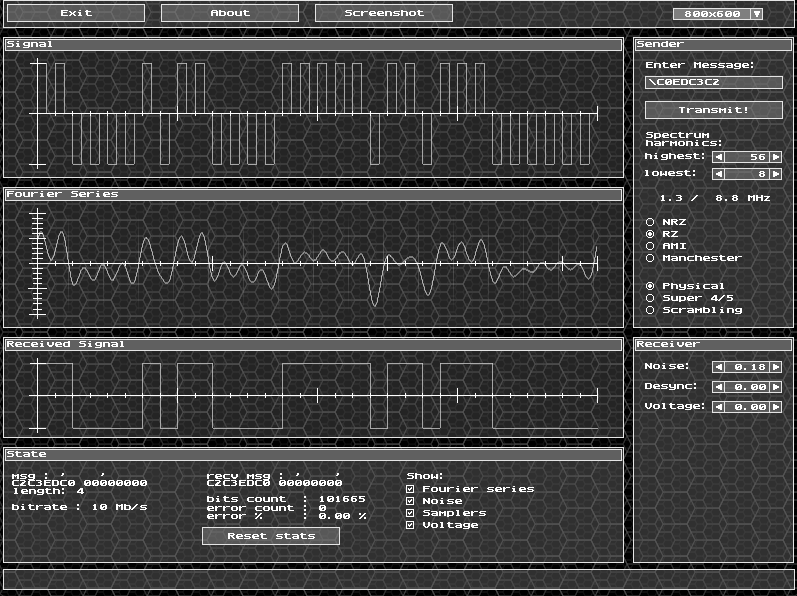 Exit
About
Screenshot
800x600
Signal
Fourier Series
Received Signal
State
msg : '      '
C2C3EDC0 00000000
length: 4
bitrate : 10 Mb/s
recv msg : '      '
C2C3EDC0 00000000
bits count : 101665
error count : 0
error % : 0.00 %
Reset stats
Show:
Fourier series
Noise
Samplers
Voltage
Sender
Enter Message:
\C0EDC3C2
Transmit!
Spectrum
harmonics:
highest: 56
lowest: 8
1.3 / 8.8 MHz
NRZ
RZ
AMI
Manchester
Physical
Super 4/5
Scrambling
Receiver
Noise: 0.18
Desync: 0.00
Voltage: 0.00